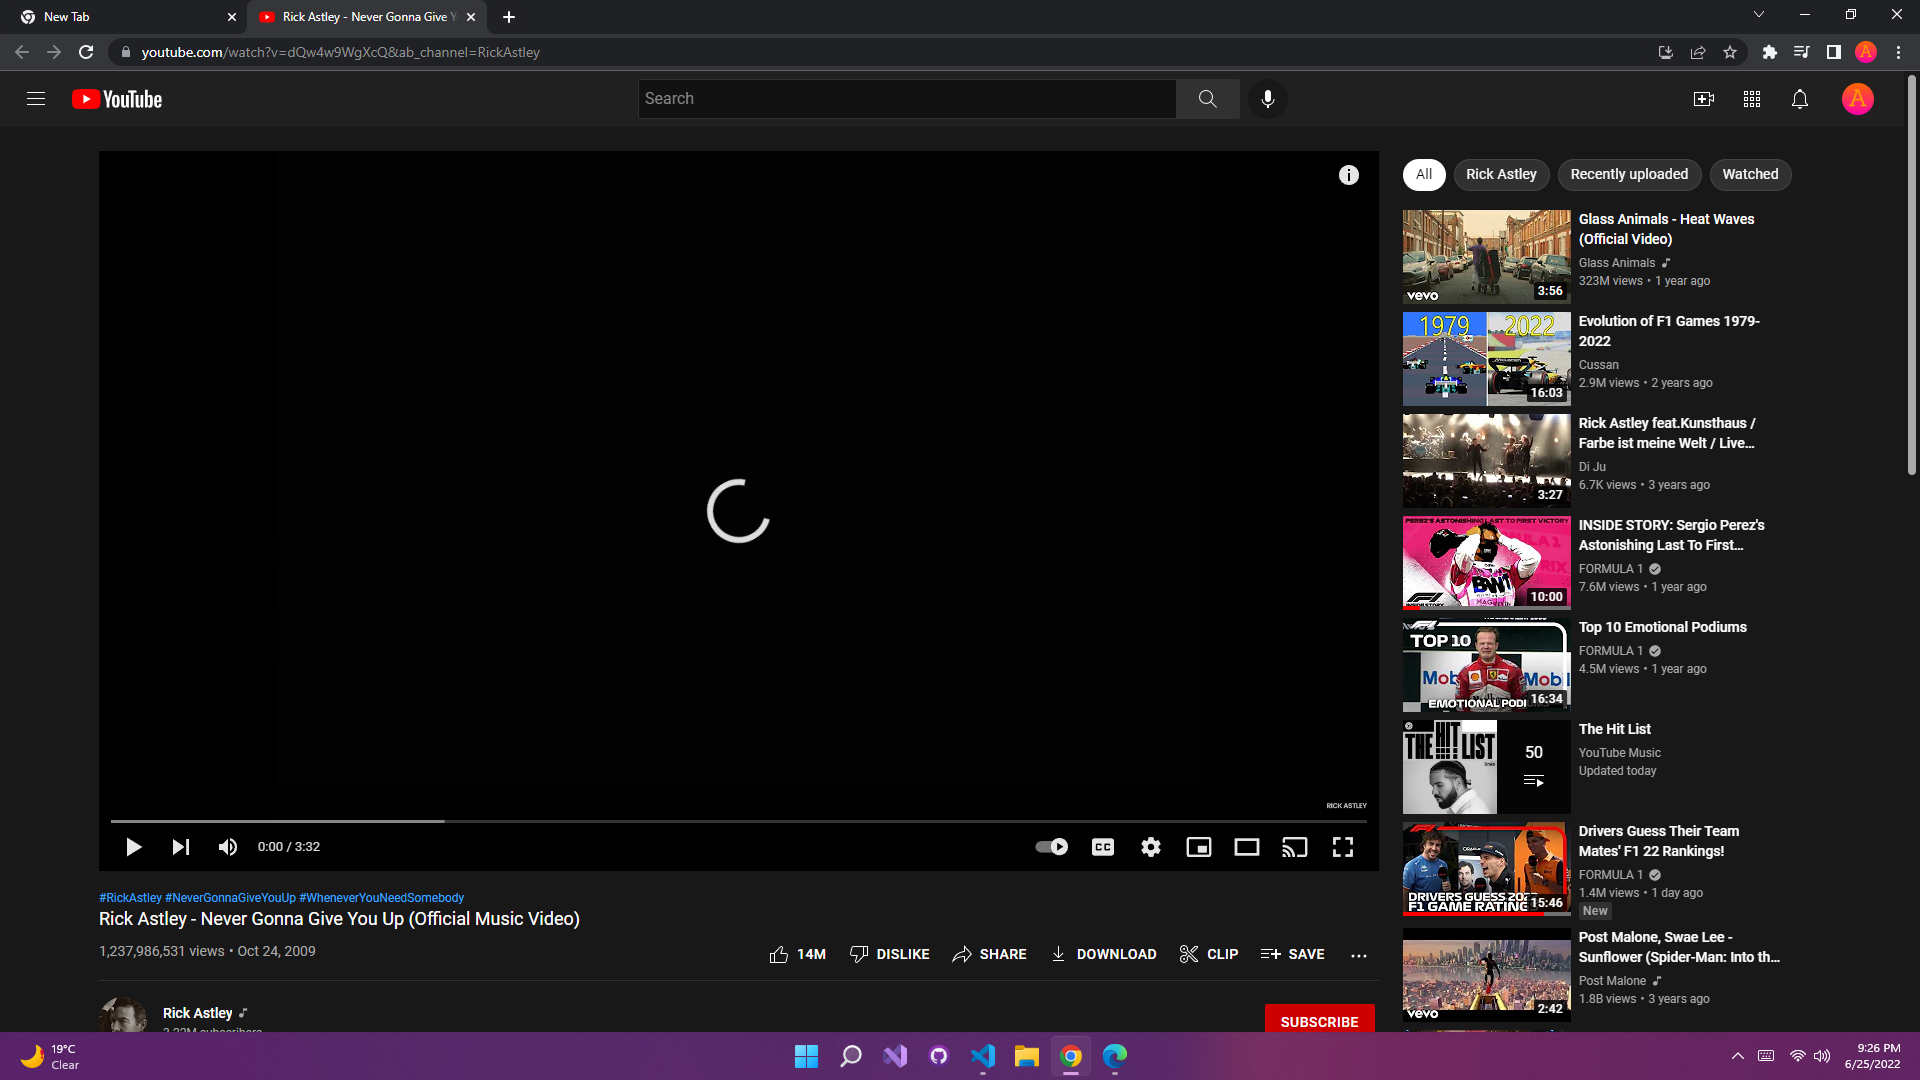 New Tab
Rick Astley - Never Gonna Give Y
youtube.com/watch?v=dQw4w9WgXcQ&ab_channel=RickAstley
A
YouTube
Search
A
All
Rick Astley
Recently uploaded
Watched
Glass Animals - Heat Waves
(Official Video)
Glass Animals
323M views • 1 year ago
vevo
3:56
1979
2022
16:03
Evolution of F1 Games 1979-
2022
Cussan
2.9M views • 2 years ago
3:27
Rick Astley feat.Kunsthaus /
Farbe ist meine Welt / Live...
Di Ju
6.7K views • 3 years ago
PEREZ'S ASTONISHING LAST TO FIRST VICTORY
BWT
10:00
INSIDE STORY: Sergio Perez's
Astonishing Last To First...
FORMULA 1
7.6M views • 1 year ago
TOP 10
Mobil
Mobil
EMOTIONAL PODI
16:34
Top 10 Emotional Podiums
FORMULA 1
4.5M views • 1 year ago
THE HIT LIST
50
The Hit List
YouTube Music
Updated today
DRIVERS GUESS 202
F1 GAME RATING
15:46
Drivers Guess Their Team
Mates' F1 22 Rankings!
FORMULA 1
1.4M views • 1 day ago
New
vevo
2:42
Post Malone, Swae Lee -
Sunflower (Spider-Man: Into th...
Post Malone
1.8B views • 3 years ago
RICK ASTLEY
0:00 / 3:32
CC
#RickAstley #NeverGonnaGiveYouUp #WheneverYouNeedSomebody
Rick Astley - Never Gonna Give You Up (Official Music Video)
1,237,986,531 views • Oct 24, 2009
14M
DISLIKE
SHARE
DOWNLOAD
CLIP
SAVE
Rick Astley
SUBSCRIBE
19°C
Clear
9:26 PM
6/25/2022